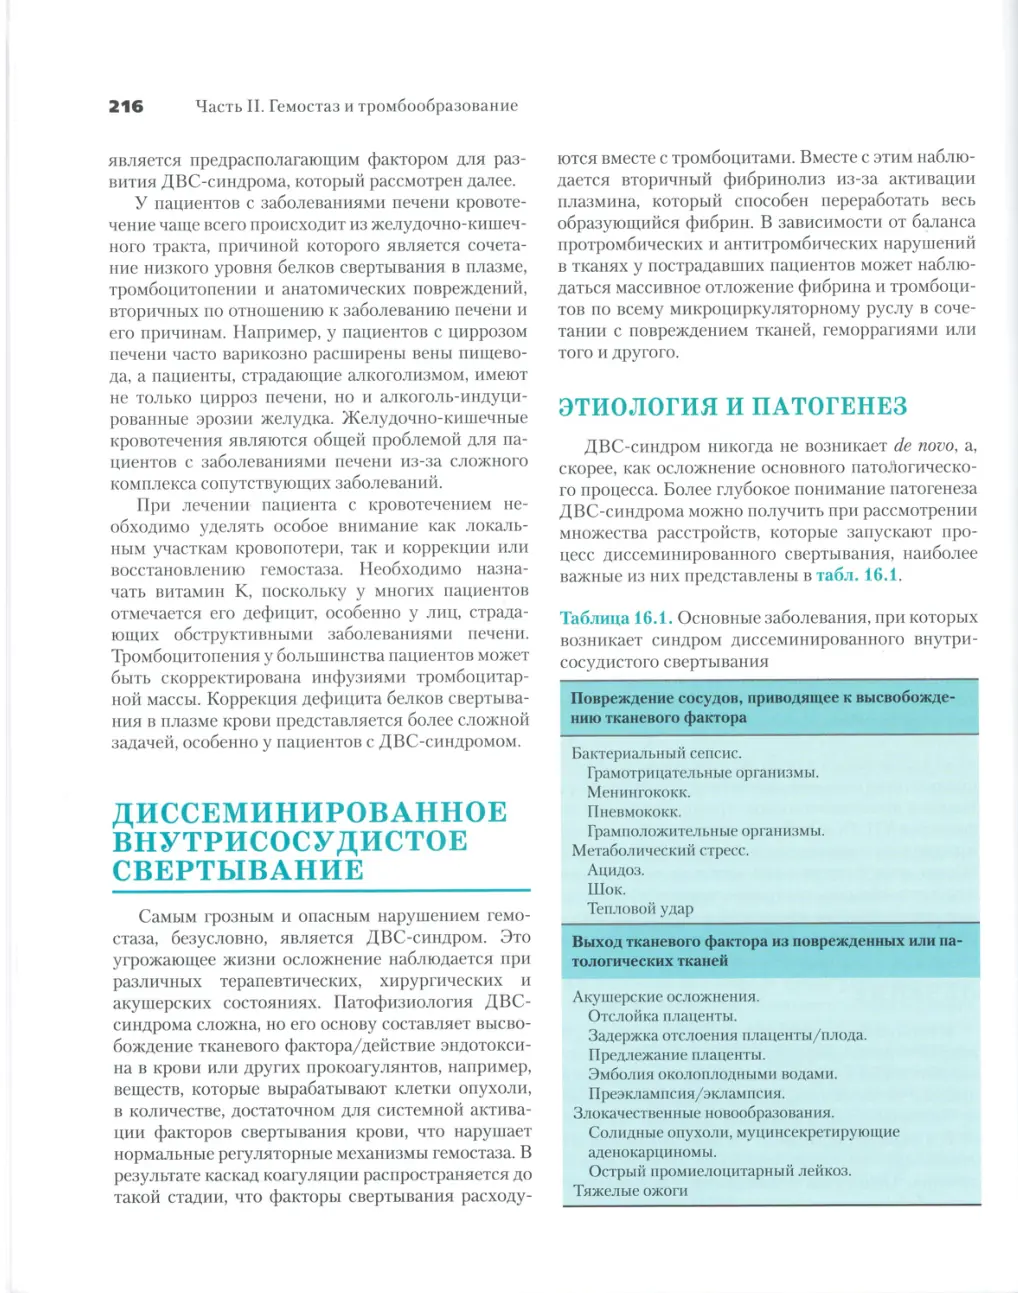 216 Часть II. Гемостаз и тромбообразование
является предрасполагающим фактором для раз-
вития ДВС-синдрома, который рассмотрен далее.
У пациентов с заболеваниями печени кровоте-
чение чаще всего происходит из желудочно-кишеч-
ного тракта, причиной которого является сочета-
ние низкого уровня белков свертывания в плазме,
тромбоцитопении и анатомических повреждений,
вторичных по отношению к заболеванию печени и
его причинам. Например, у пациентов с циррозом
печени часто варикозно расширены вены пищево-
да, а пациенты, страдающие алкоголизмом, имеют
не только цирроз печени, но и алкоголь-индуци-
рованные эрозии желудка. Желудочно-кишечные
кровотечения являются общей проблемой для па-
циентов с заболеваниями печени из-за сложного
комплекса сопутствующих заболеваний.
При лечении пациента с кровотечением не-
обходимо уделять особое внимание как локаль-
ным участкам кровопотери, так и коррекции или
восстановлению гемостаза. Необходимо назна-
чать витамин K, поскольку у многих пациентов
отмечается его дефицит, особенно у лиц, страда-
ющих обструктивными заболеваниями печени.
Тромбоцитопения у большинства пациентов может
быть скорректирована инфузиями тромбоцитар-
ной массы. Коррекция дефицита белков свертыва-
ния в плазме крови представляется более сложной
задачей, особенно у пациентов с ДВС-синдромом.
ДИССЕМИНИРОВАННОЕ
ВНУТРИСОСУДИСТОЕ
СВЕРТЫВАНИЕ
Самым грозным и опасным нарушением гемо-
стаза, безусловно, является ДВС-синдром. Это
угрожающее жизни осложнение наблюдается при
различных терапевтических, хирургических и
акушерских состояниях. Патофизиология ДВС-
синдрома сложна, но его основу составляет высво-
бождение тканевого фактора/действие эндотокси-
на в крови или других прокоагулянтов, например,
веществ, которые вырабатывают клетки опухоли,
в количестве, достаточном для системной актива-
ции факторов свертывания крови, что нарушает
нормальные регуляторные механизмы гемостаза. В
результате каскад коагуляции распространяется до
такой стадии, что факторы свертывания расходу-
ются вместе с тромбоцитами. Вместе с этим наблю-
дается вторичный фибринолиз из-за активации
плазмина, который способен переработать весь
образующийся фибрин. В зависимости от баланса
протромбических и антитромбических нарушений
в тканях у пострадавших пациентов может наблю-
даться массивное отложение фибрина и тромбоци-
тов по всему микроциркуляторному руслу в соче-
тании с повреждением тканей, геморрагиями или
того и другого.
ЭТИОЛОГИЯ И ПАТОГЕНЕЗ
ДВС-синдром никогда не возникает de novo, а,
скорее, как осложнение основного патологическо-
го процесса. Более глубокое понимание патогенеза
ДВС-синдрома можно получить при рассмотрении
множества расстройств, которые запускают про-
цесс диссеминированного свертывания, наиболее
важные из них представлены в табл. 16.1.
Таблица 16.1. Основные заболевания, при которых
возникает синдром диссеминированного внутри-
сосудистого свертывания
Повреждение сосудов, приводящее к высвобожде-
нию тканевого фактора
Бактериальный сепсис.
Грамотрицательные организмы.
Менингококк.
Пневмококк.
Грамположительные организмы.
Метаболический стресс.
Ацидоз.
Шок.
Тепловой удар
Выход тканевого фактора из поврежденных или па-
тологических тканей
Акушерские осложнения.
Отслойка плаценты.
Задержка отслоения плаценты/плода.
Предлежание плаценты.
Эмболия околоплодными водами.
Преэклампсия/эклампсия.
Злокачественные новообразования.
Солидные опухоли, муцинсекретирующие
аденокарциномы.
Острый промиелоцитарный лейкоз.
Тяжелые ожоги